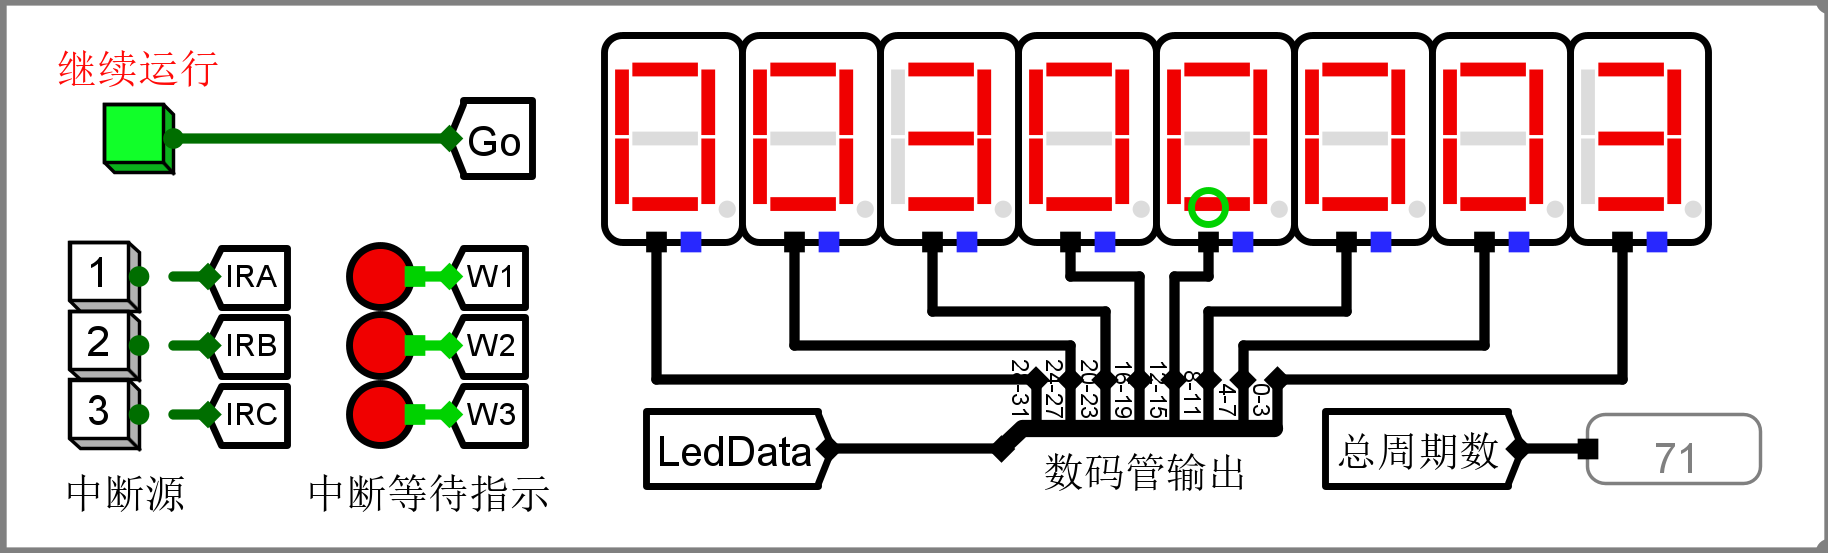 继续运行
Go
00300003
1
IRA
W1
2
IRB
W2
3
IRC
W3
28-31
24-27
20-23
16-19
12-15
8-11
4-7
0-3
LedData
总周期数
71
数码管输出
中断源
中断等待指示